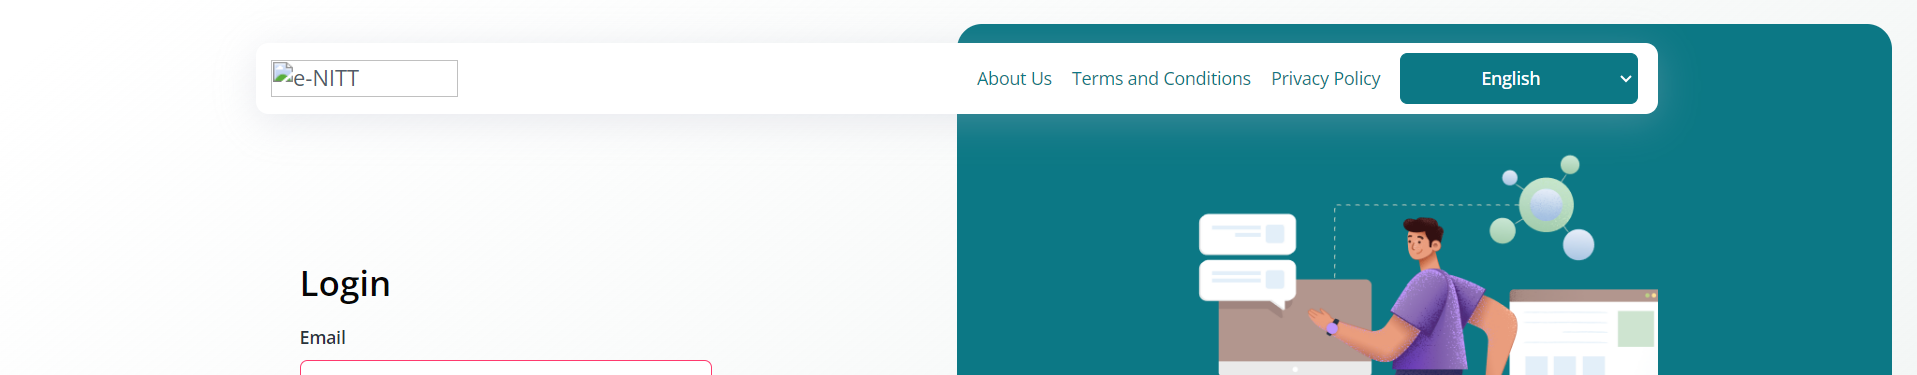 e-NITT
About Us Terms and Conditions Privacy Policy English
Login
Email